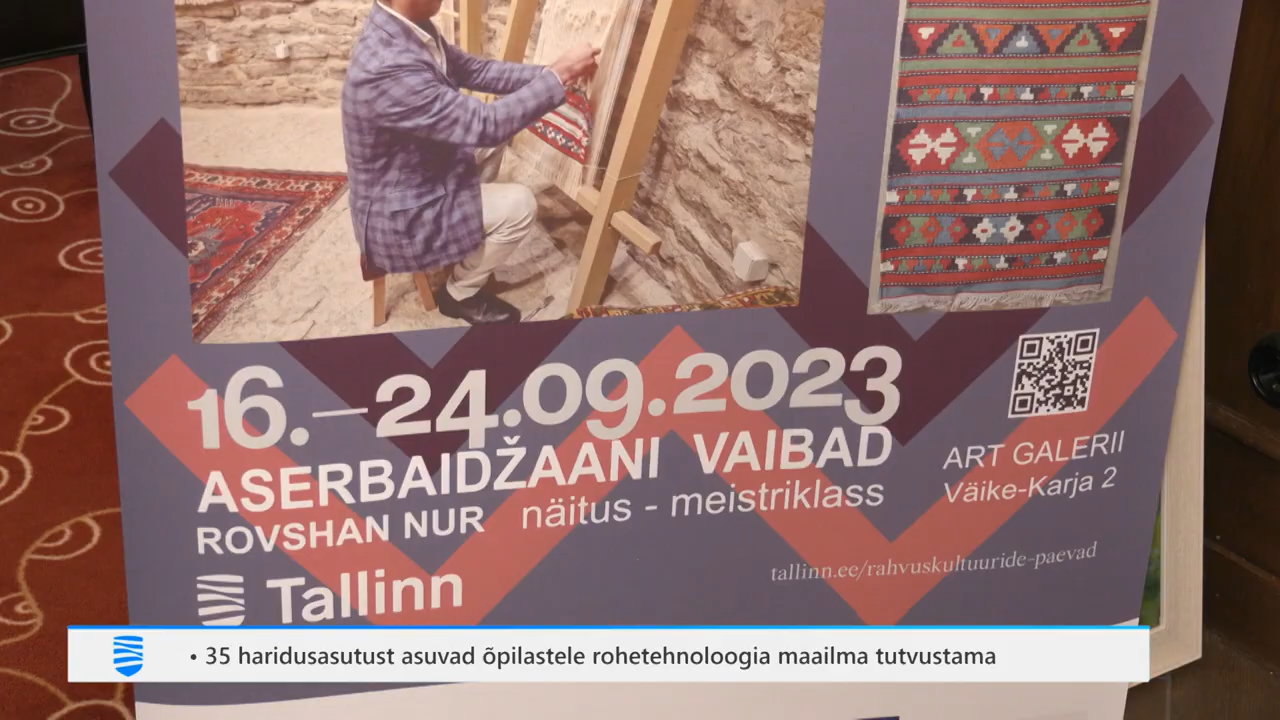 16.–24.09.2023
ASERBAIDŽAANI VAIBAD
ROVSHAN NUR näitus - meistriklass
ART GALERII
Väike-Karja 2
tallinn.ee/rahvuskultuuride-paevad
Tallinn
• 35 haridusasutust asuvad õpilastele rohetehnoloogia maailma tutvustama